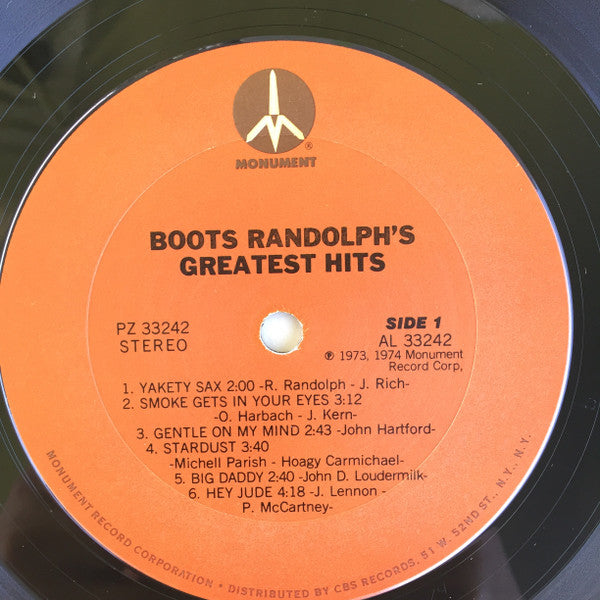 ®
MONUMENT
BOOTS RANDOLPH'S
GREATEST HITS
PZ 33242
STEREO
SIDE 1
AL 33242
℗ 1973, 1974 Monument
Record Corp,
1. YAKETY SAX 2:00 -R. Randolph - J. Rich-
2. SMOKE GETS IN YOUR EYES 3:12
-O. Harbach - J. Kern-
3. GENTLE ON MY MIND 2:43 -John Hartford-
4. STARDUST 3:40
-Michell Parish - Hoagy Carmichael-
5. BIG DADDY 2:40 -John D. Loudermilk-
6. HEY JUDE 4:18 -J. Lennon -
P. McCartney-
MONUMENT RECORD CORPORATION • DISTRIBUTED BY CBS RECORDS, 51 W. 52ND ST., N.Y., N.Y.